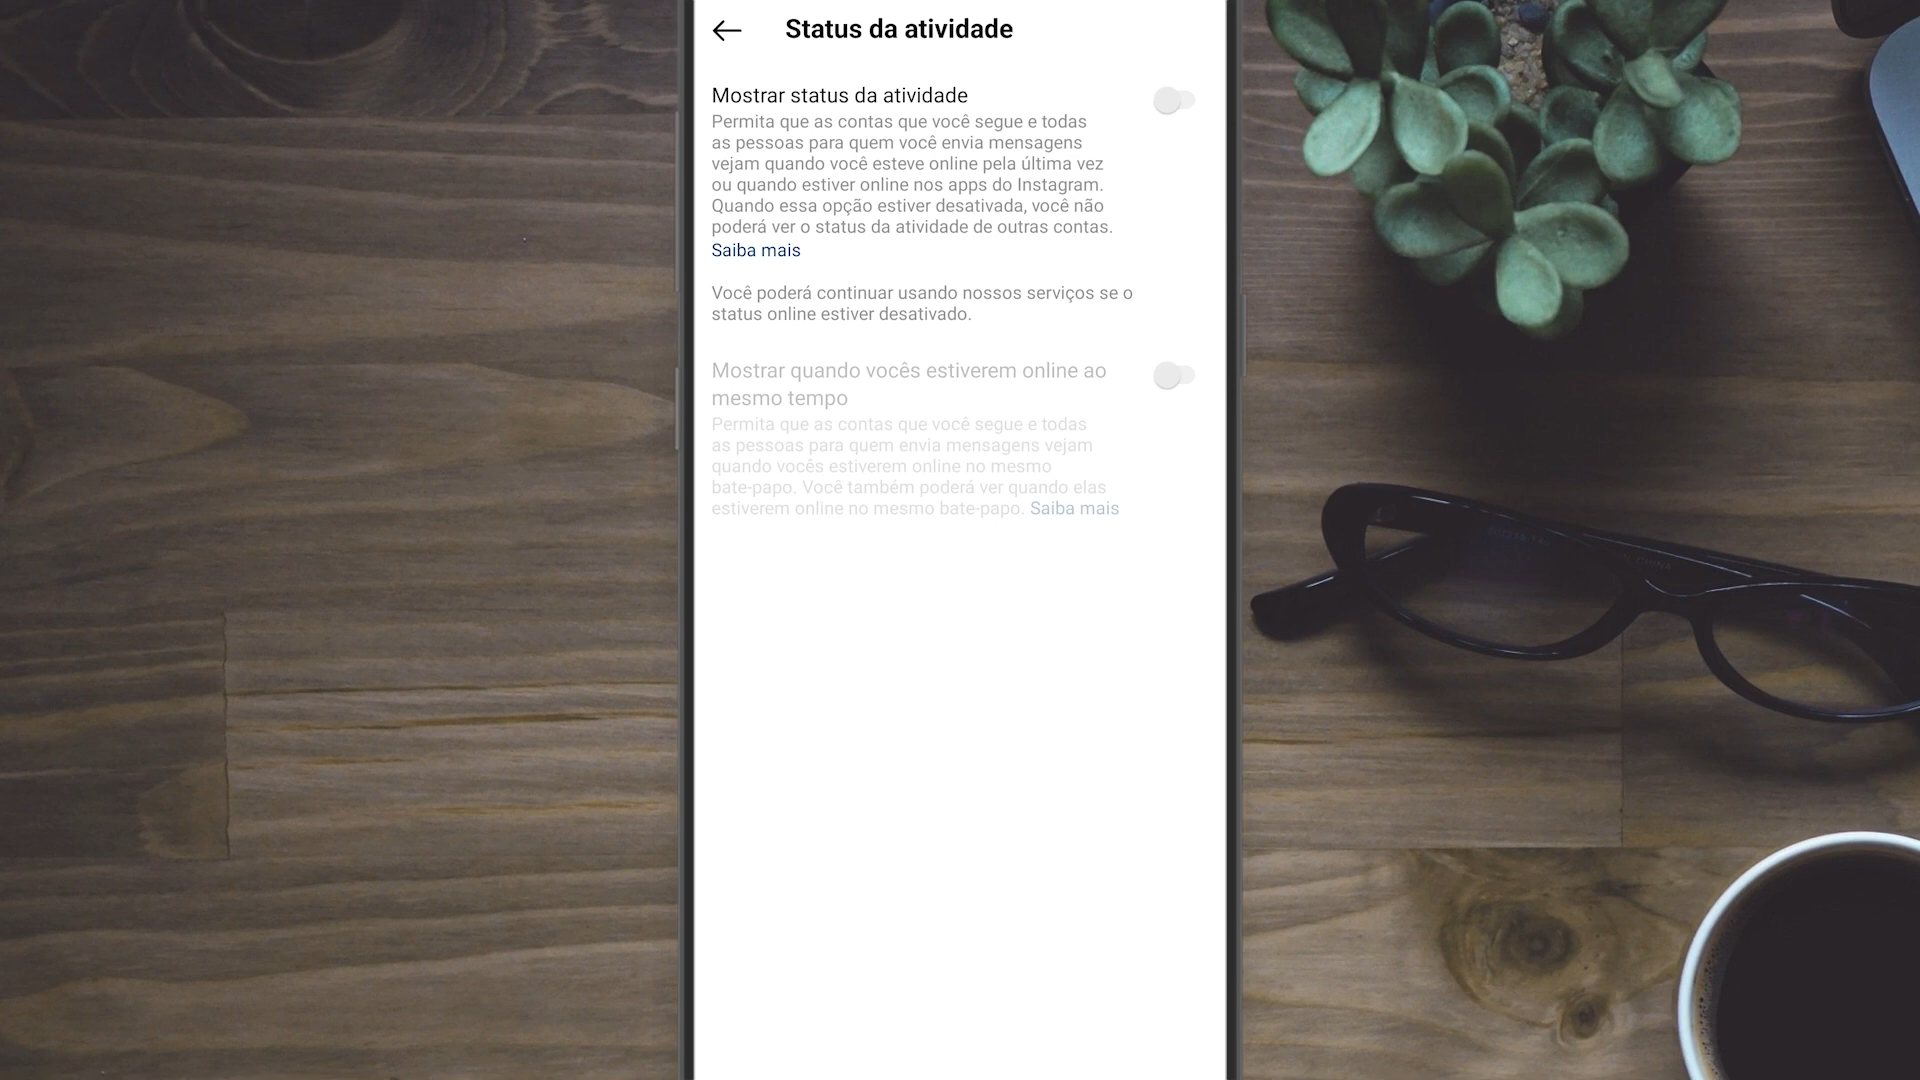 Status da atividade
Mostrar status da atividade
Permita que as contas que você segue e todas
as pessoas para quem você envia mensagens
vejam quando você esteve online pela última vez
ou quando estiver online nos apps do Instagram.
Quando essa opção estiver desativada, você não
poderá ver o status da atividade de outras contas.
Saiba mais
Você poderá continuar usando nossos serviços se o
status online estiver desativado.
Mostrar quando vocês estiverem online ao
mesmo tempo
Permita que as contas que você segue e todas
as pessoas para quem envia mensagens vejam
quando vocês estiverem online no mesmo
bate-papo. Você também poderá ver quando elas
estiverem online no mesmo bate-papo. Saiba mais
CHINA